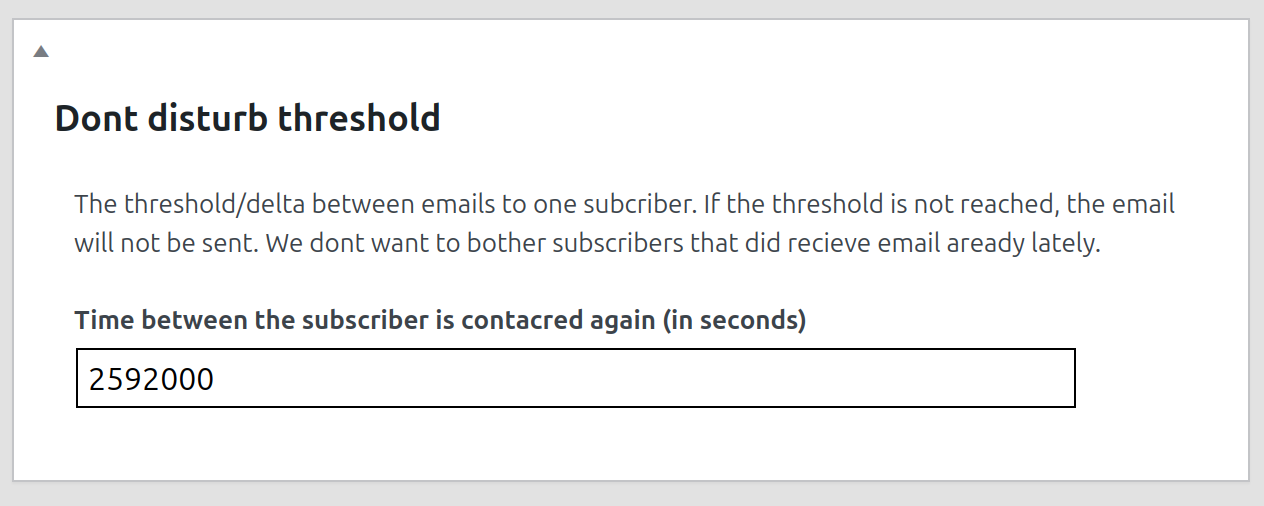 Dont disturb threshold
The threshold/delta between emails to one subcriber. If the threshold is not reached, the email
will not be sent. We dont want to bother subscribers that did recieve email aready lately.
Time between the subscriber is contacred again (in seconds)
2592000